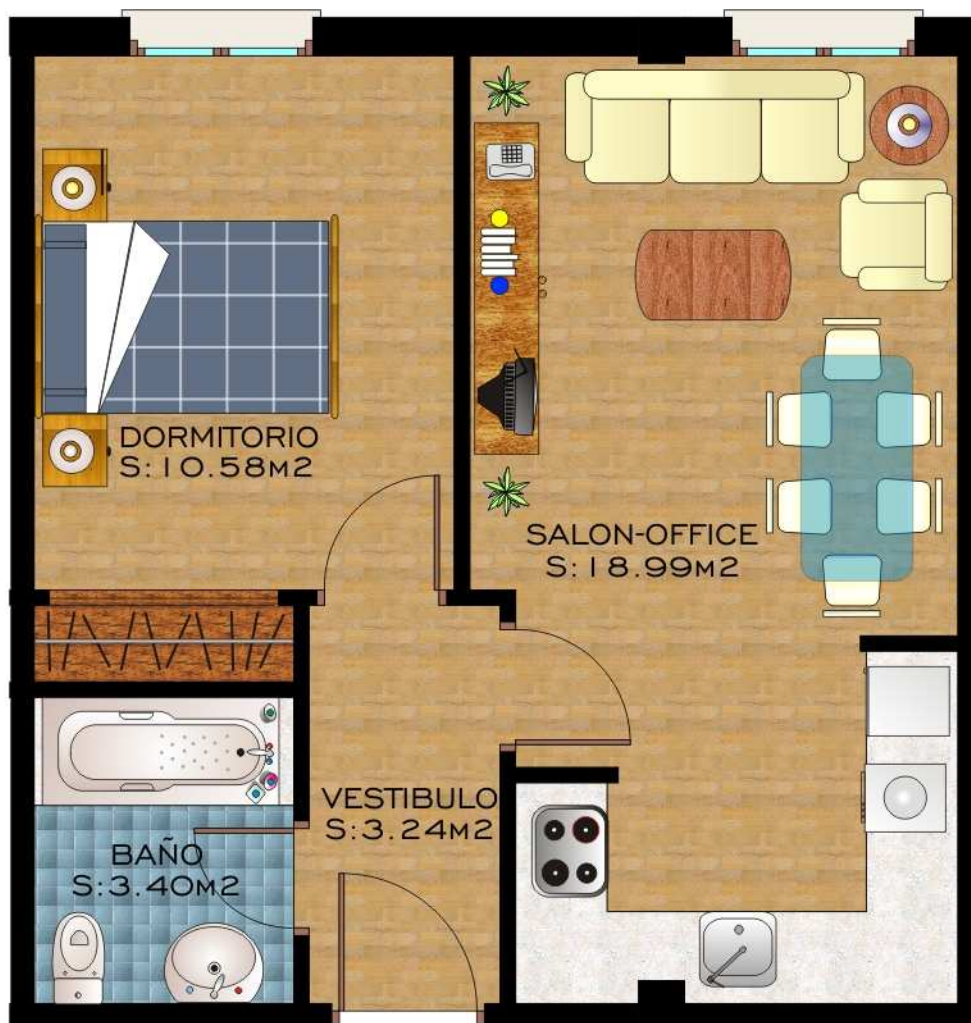 DORMITORIO
S:10.58M2
SALON-OFFICE
S:18.99M2
VESTIBULO
S:3.24M2
BAÑO
S:3.40M2